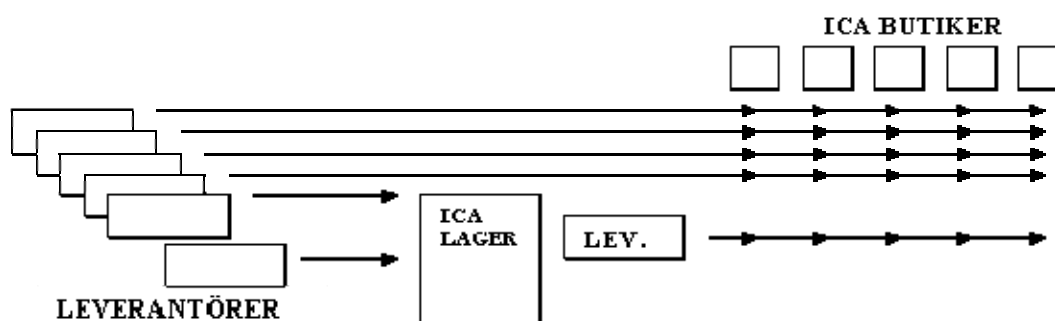 ICA BUTIKER
ICA
LAGER
LEV.
LEVERANTÖRER